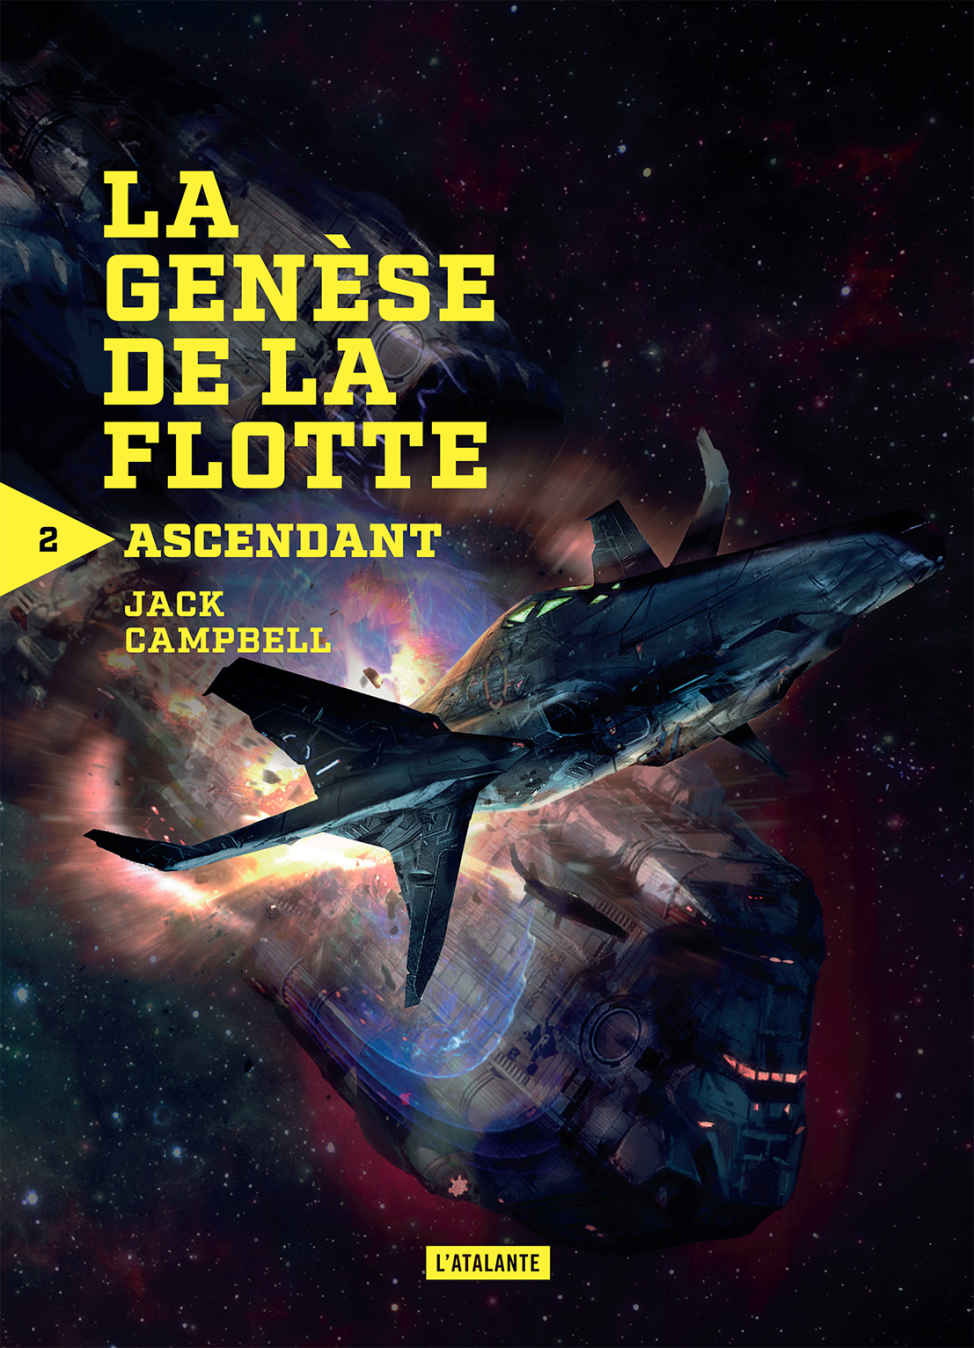 LA
GENÈSE
DE LA
FLOTTE
2
ASCENDANT
JACK
CAMPBELL
L'ATALANTE